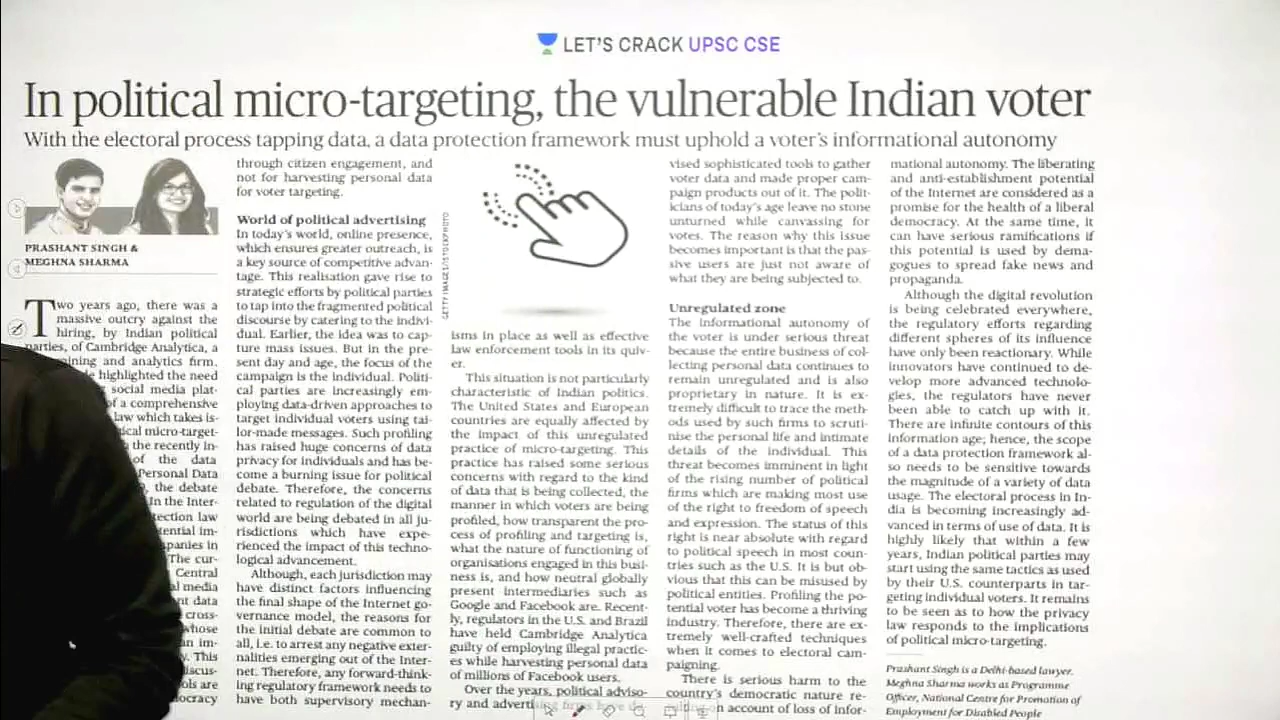 LET'S CRACK UPSC CSE
In political micro-targeting, the vulnerable Indian voter
With the electoral process tapping data, a data protection framework must uphold a voter's informational autonomy
PRASHANT SINGH &
MEGHNA SHARMA
Two years ago, there was a
massive outcry against the
hiring, by Indian political
parties, of Cambridge Analytica, a
ining and analytics firm.
highlighted the need
social media plat-
of a comprehensive
law which takes is-
ical micro-target-
the recently in-
of the data
Personal Data
, the debate
In the Inter-
tection law
ential im-
panies in
The cur-
Central
l media
nt data
cross-
whose
an im-
y. This
iscus-
ols are
ocracy
through citizen engagement, and
not for harvesting personal data
for voter targeting.
World of political advertising
In today's world, online presence,
which ensures greater outreach, is
a key source of competitive advan-
tage. This realisation gave rise to
strategic efforts by political parties
to tap into the fragmented political
discourse by catering to the indivi-
dual. Earlier, the idea was to cap-
ture mass issues. But in the pre-
sent day and age, the focus of the
campaign is the individual. Politi-
cal parties are increasingly em-
ploying data-driven approaches to
target individual voters using tai-
lor-made messages. Such profiling
has raised huge concerns of data
privacy for individuals and has be-
come a burning issue for political
debate. Therefore, the concerns
related to regulation of the digital
world are being debated in all ju-
risdictions which have expe-
rienced the impact of this techno-
logical advancement.
Although, each jurisdiction may
have distinct factors influencing
the final shape of the Internet go-
vernance model, the reasons for
the initial debate are common to
all, i.e. to arrest any negative exter-
nalities emerging out of the Inter-
net. Therefore, any forward-think-
ing regulatory framework needs to
have both supervisory mechan-
GETTY IMAGES/ISTOCKPHOTO
isms in place as well as effective
law enforcement tools in its quiv-
er.
This situation is not particularly
characteristic of Indian politics.
The United States and European
countries are equally affected by
the impact of this unregulated
practice of micro-targeting. This
practice has raised some serious
concerns with regard to the kind
of data that is being collected, the
manner in which voters are being
profiled, how transparent the pro-
cess of profiling and targeting is,
what the nature of functioning of
organisations engaged in this busi-
ness is, and how neutral globally
present intermediaries such as
Google and Facebook are. Recent-
ly, regulators in the U.S. and Brazil
have held Cambridge Analytica
guilty of employing illegal practic-
es while harvesting personal data
of millions of Facebook users.
Over the years, political adviso-
ry and advertising firms have de-
vised sophisticated tools to gather
voter data and made proper cam-
paign products out of it. The polit-
icians of today's age leave no stone
unturned while canvassing for
votes. The reason why this issue
becomes important is that the pas-
sive users are just not aware of
what they are being subjected to.
Unregulated zone
The informational autonomy of
the voter is under serious threat
because the entire business of col-
lecting personal data continues to
remain unregulated and is also
proprietary in nature. It is ex-
tremely difficult to trace the meth-
ods used by such firms to scruti-
nise the personal life and intimate
details of the individual. This
threat becomes imminent in light
of the rising number of political
firms which are making most use
of the right to freedom of speech
and expression. The status of this
right is near absolute with regard
to political speech in most coun-
tries such as the U.S. It is but ob-
vious that this can be misused by
political entities. Profiling the po-
tential voter has become a thriving
industry. Therefore, there are ex-
tremely well-crafted techniques
when it comes to electoral cam-
paigning.
There is serious harm to the
country's democratic nature re-
n account of loss of infor-
mational autonomy. The liberating
and anti-establishment potential
of the Internet are considered as a
promise for the health of a liberal
democracy. At the same time, it
can have serious ramifications if
this potential is used by dema-
gogues to spread fake news and
propaganda.
Although the digital revolution
is being celebrated everywhere,
the regulatory efforts regarding
different spheres of its influence
have only been reactionary. While
innovators have continued to de-
velop more advanced technolo-
gies, the regulators have never
been able to catch up with it.
There are infinite contours of this
information age; hence, the scope
of a data protection framework al-
so needs to be sensitive towards
the magnitude of a variety of data
usage. The electoral process in In-
dia is becoming increasingly ad-
vanced in terms of use of data. It is
highly likely that within a few
years, Indian political parties may
start using the same tactics as used
by their U.S. counterparts in tar-
geting individual voters. It remains
to be seen as to how the privacy
law responds to the implications
of political micro-targeting.
Prashant Singh is a Delhi-based lawyer.
Meghna Sharma works as Programme
Officer, National Centre for Promotion of
Employment for Disabled People